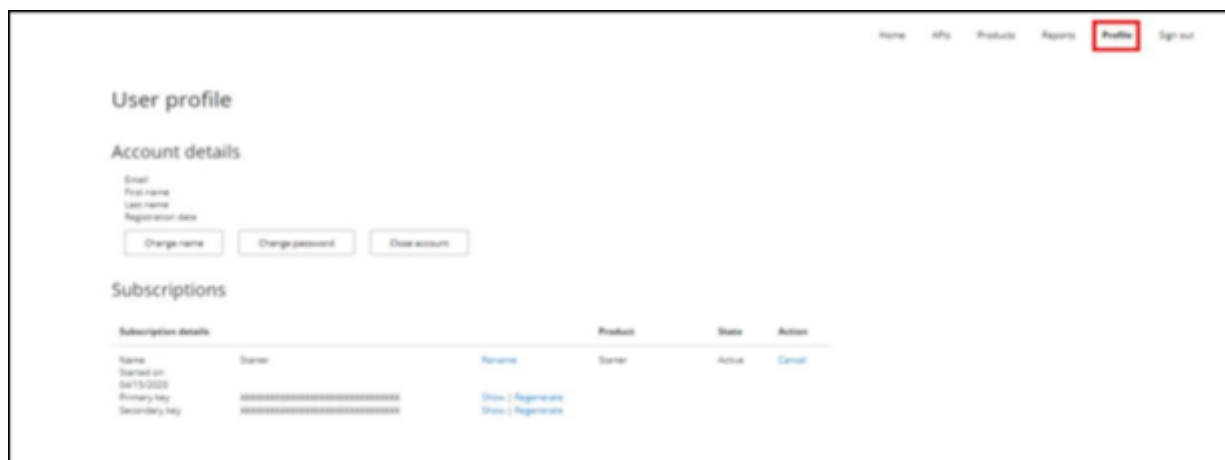 Home APIs Products Reports Profile Sign out
User profile
Account details
Email
First name
Last name
Registration date
Change name Change password Close account
Subscriptions
Subscription details Product State Action
Name Starter Rename Starter Active Cancel
Started on
04/15/2020
Primary key XXXXXXXXXXXXXXXXXXXXXXXXXXXXXXXX Show | Regenerate
Secondary key XXXXXXXXXXXXXXXXXXXXXXXXXXXXXXXX Show | Regenerate